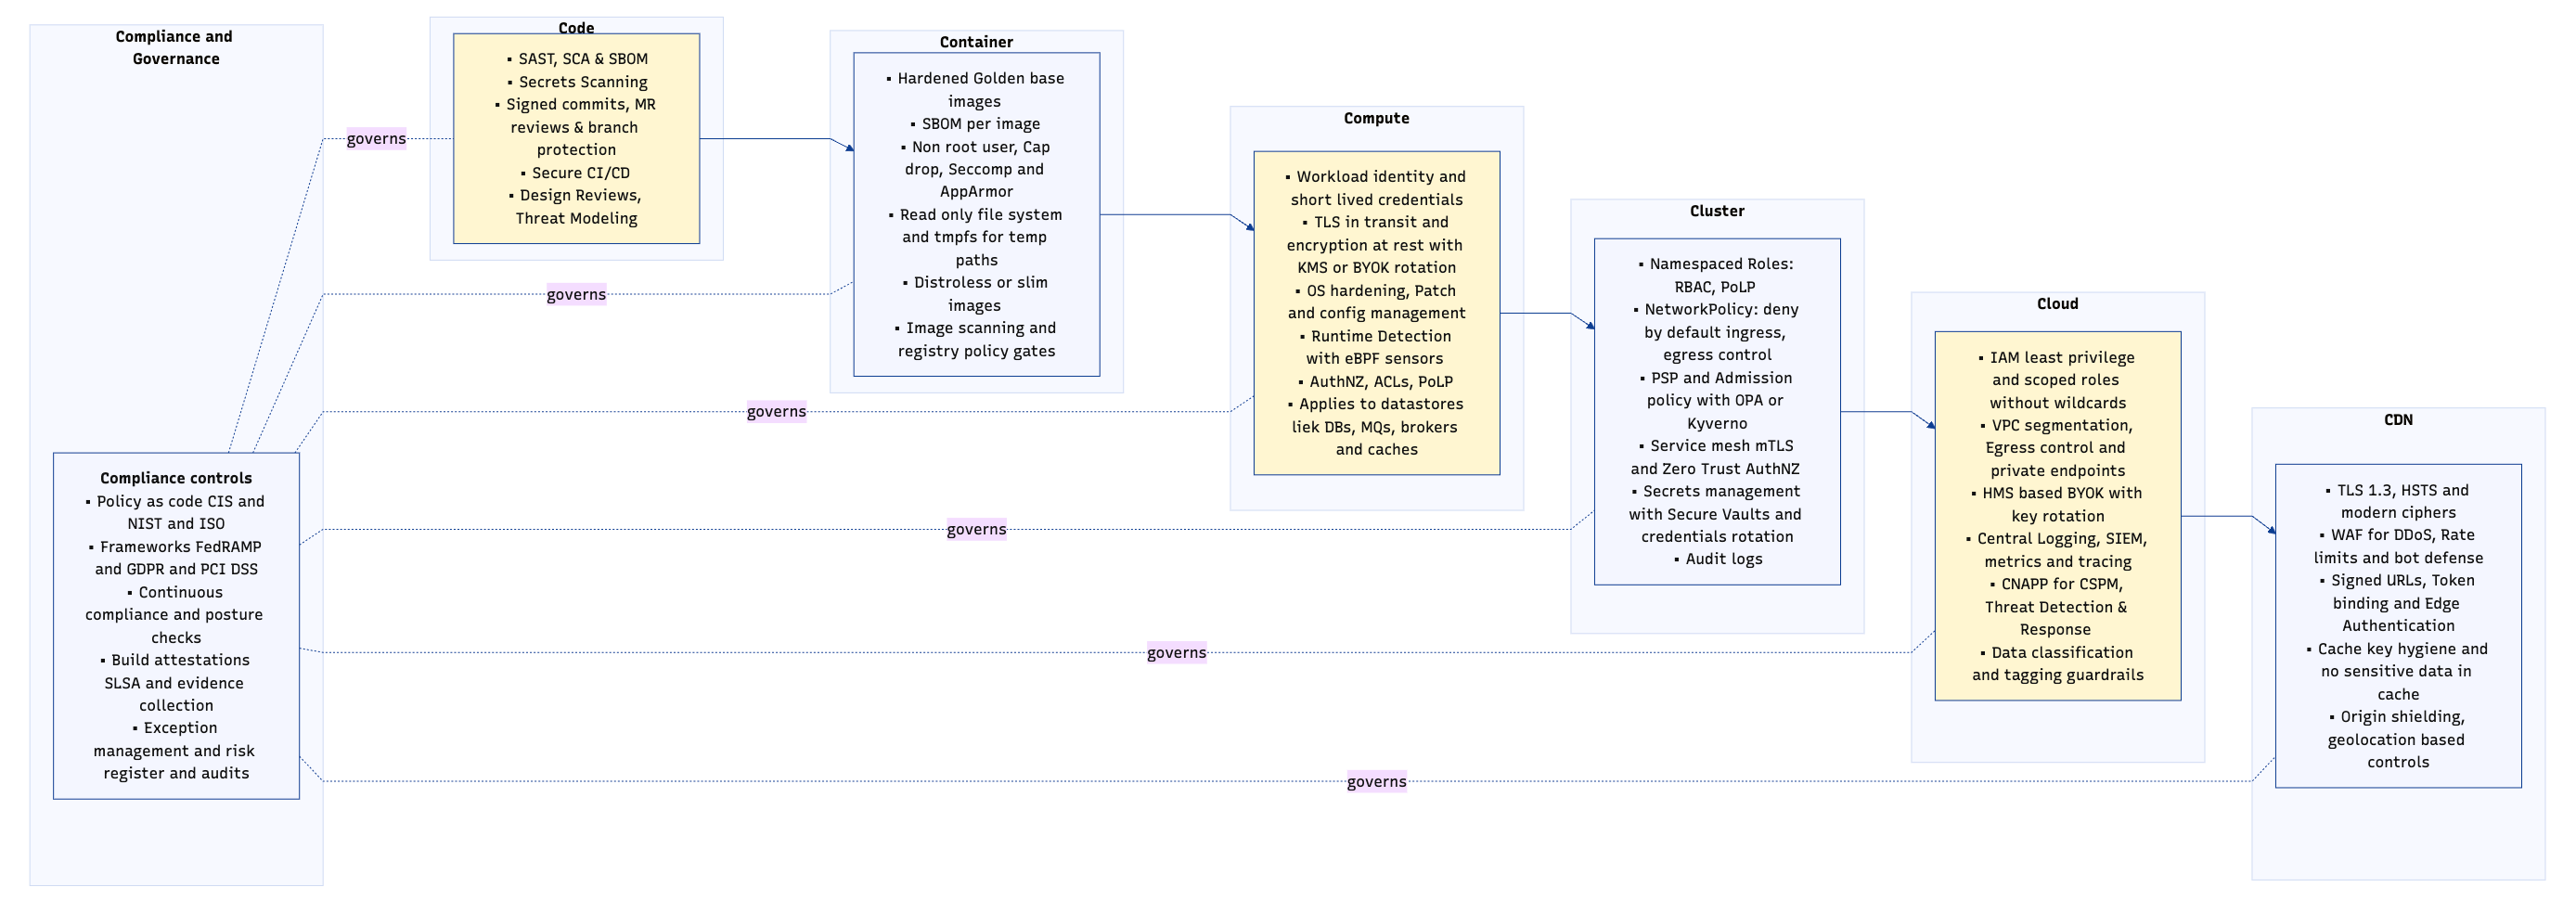 Compliance and
Governance
governs
governs
governs
governs
governs
governs
Compliance controls
▪ Policy as code CIS and
NIST and ISO
▪ Frameworks FedRAMP
and GDPR and PCI DSS
▪ Continuous
compliance and posture
checks
▪ Build attestations
SLSA and evidence
collection
▪ Exception
management and risk
register and audits
Code
▪ SAST, SCA & SBOM
▪ Secrets Scanning
▪ Signed commits, MR
reviews & branch
protection
▪ Secure CI/CD
▪ Design Reviews,
Threat Modeling
Container
▪ Hardened Golden base
images
▪ SBOM per image
▪ Non root user, Cap
drop, Seccomp and
AppArmor
▪ Read only file system
and tmpfs for temp
paths
▪ Distroless or slim
images
▪ Image scanning and
registry policy gates
Compute
▪ Workload identity and
short lived credentials
▪ TLS in transit and
encryption at rest with
KMS or BYOK rotation
▪ OS hardening, Patch
and config management
▪ Runtime Detection
with eBPF sensors
▪ AuthNZ, ACLs, PoLP
▪ Applies to datastores
liek DBs, MQs, brokers
and caches
Cluster
▪ Namespaced Roles:
RBAC, PoLP
▪ NetworkPolicy: deny
by default ingress,
egress control
▪ PSP and Admission
policy with OPA or
Kyverno
▪ Service mesh mTLS
and Zero Trust AuthNZ
▪ Secrets management
with Secure Vaults and
credentials rotation
▪ Audit logs
Cloud
▪ IAM least privilege
and scoped roles
without wildcards
▪ VPC segmentation,
Egress control and
private endpoints
▪ HMS based BYOK with
key rotation
▪ Central Logging, SIEM,
metrics and tracing
▪ CNAPP for CSPM,
Threat Detection &
Response
▪ Data classification
and tagging guardrails
CDN
▪ TLS 1.3, HSTS and
modern ciphers
▪ WAF for DDoS, Rate
limits and bot defense
▪ Signed URLs, Token
binding and Edge
Authentication
▪ Cache key hygiene and
no sensitive data in
cache
▪ Origin shielding,
geolocation based
controls